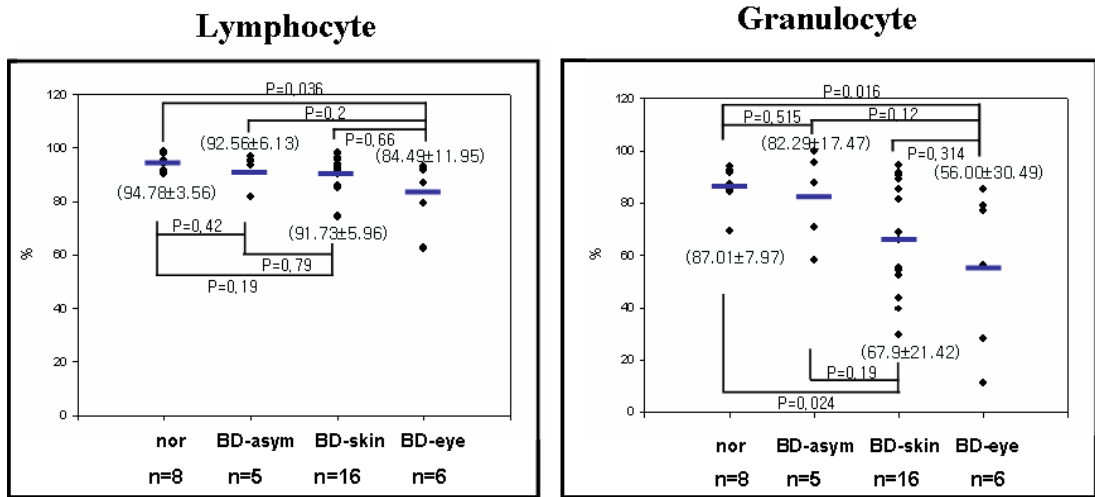 Lymphocyte
P=0,036
120
P=0,2
(92,56±6,13)
P=0,66
(84,49±11,95)
100
(94,78±3,56)
80
P=0,42
(91,73±5,96)
60
P=0,79
P=0,19
%
40
20
0
nor BD-asym BD-skin BD-eye
n=8 n=5 n=16 n=6
Granulocyte
P=0,016
120
P=0,515
P=0,12
(82,29±17,47)
100
P=0,314
(56,00±30,49)
80
(87,01±7,97)
60
%
40
(67,9±21,42)
20
P=0,19
P=0,024
0
nor BD-asym BD-skin BD-eye
n=8 n=5 n=16 n=6